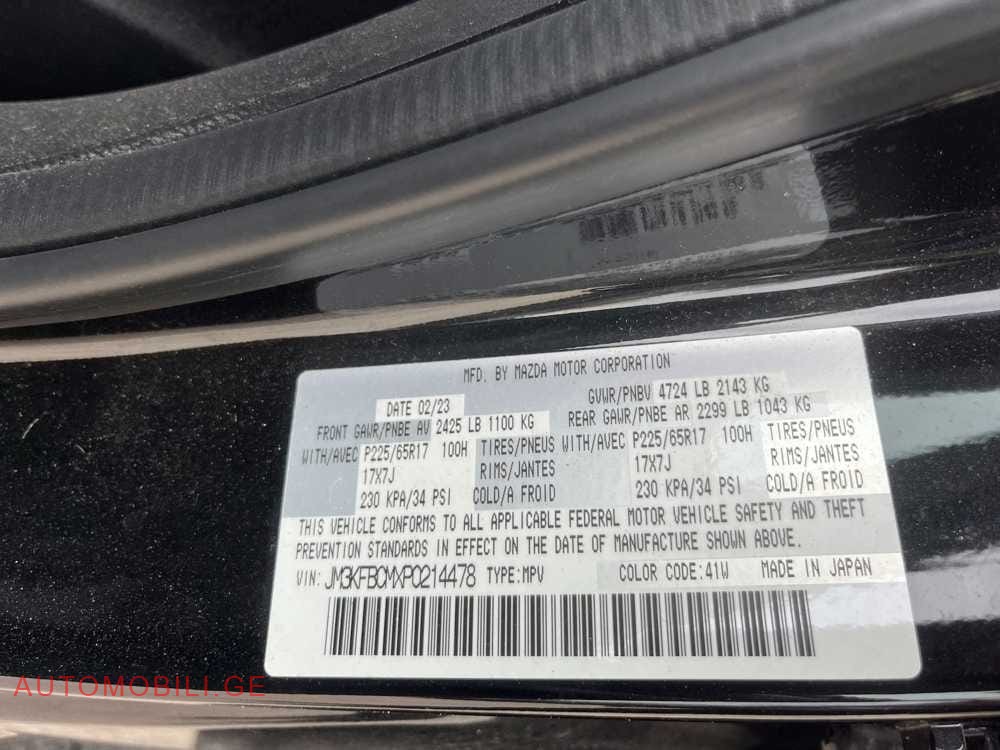 MFD. BY MAZDA MOTOR CORPORATION
DATE 02/23 GVWR/PNBV 4724 LB 2143 KG
FRONT GAWR/PNBE AV 2425 LB 1100 KG REAR GAWR/PNBE AR 2299 LB 1043 KG
WITH/AVEC P225/65R17 100H TIRES/PNEUS WITH/AVEC P225/65R17 100H TIRES/PNEUS
17X7J RIMS/JANTES 17X7J RIMS/JANTES
230 KPA/34 PSI COLD/A FROID 230 KPA/34 PSI COLD/A FROID
THIS VEHICLE CONFORMS TO ALL APPLICABLE FEDERAL MOTOR VEHICLE SAFETY AND THEFT
PREVENTION STANDARDS IN EFFECT ON THE DATE OF MANUFACTURE SHOWN ABOVE.
VIN: JM3KFBCMXP0214478 TYPE:MPV COLOR CODE:41W MADE IN JAPAN
AUTOMOBILI.GE